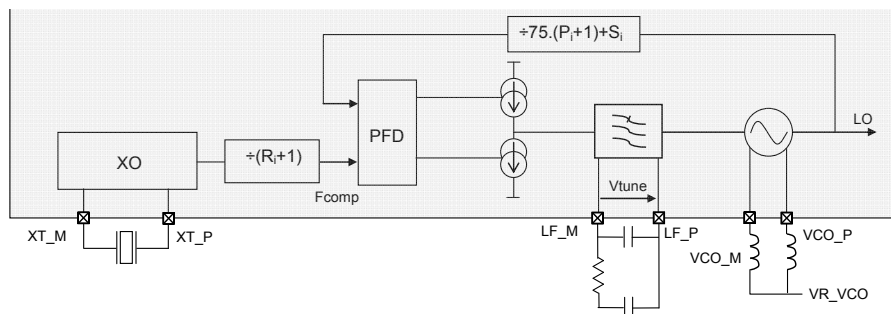 ÷75.(Pᵢ+1)+Sᵢ
LO
PFD
XO
÷(Rᵢ+1)
Fcomp
Vtune
XT_M
XT_P
LF_M
LF_P
VCO_M
VCO_P
VR_VCO